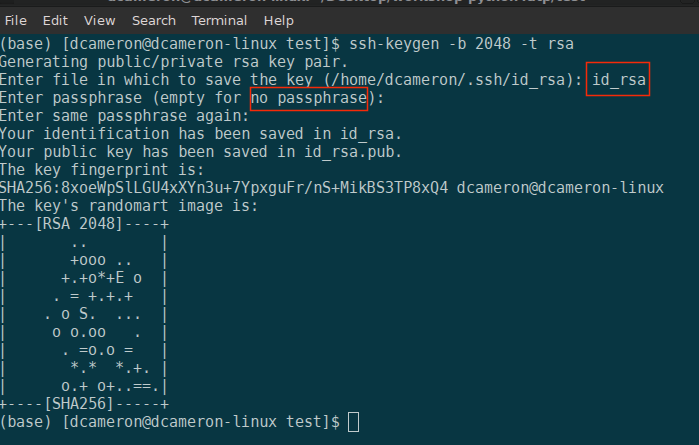 File Edit View Search Terminal Help
(base) [dcameron@dcameron-linux test]$ ssh-keygen -b 2048 -t rsa
Generating public/private rsa key pair.
Enter file in which to save the key (/home/dcameron/.ssh/id_rsa): id_rsa
Enter passphrase (empty for no passphrase):
Enter same passphrase again:
Your identification has been saved in id_rsa.
Your public key has been saved in id_rsa.pub.
The key fingerprint is:
SHA256:8xoeWpSlLGU4xXYn3u+7YpxguFr/nS+MikBS3TP8xQ4 dcameron@dcameron-linux
The key's randomart image is:
+---[RSA 2048]----+
|       ..        |
|       +ooo ..   |
|      +.+o*+E o  |
|     . = +.+.+   |
|    . o S.  ...  |
|     o o.oo   .  |
|      . =o.o =   |
|       *.*  *.+. |
|      o.+ o+..==.|
+----[SHA256]-----+
(base) [dcameron@dcameron-linux test]$